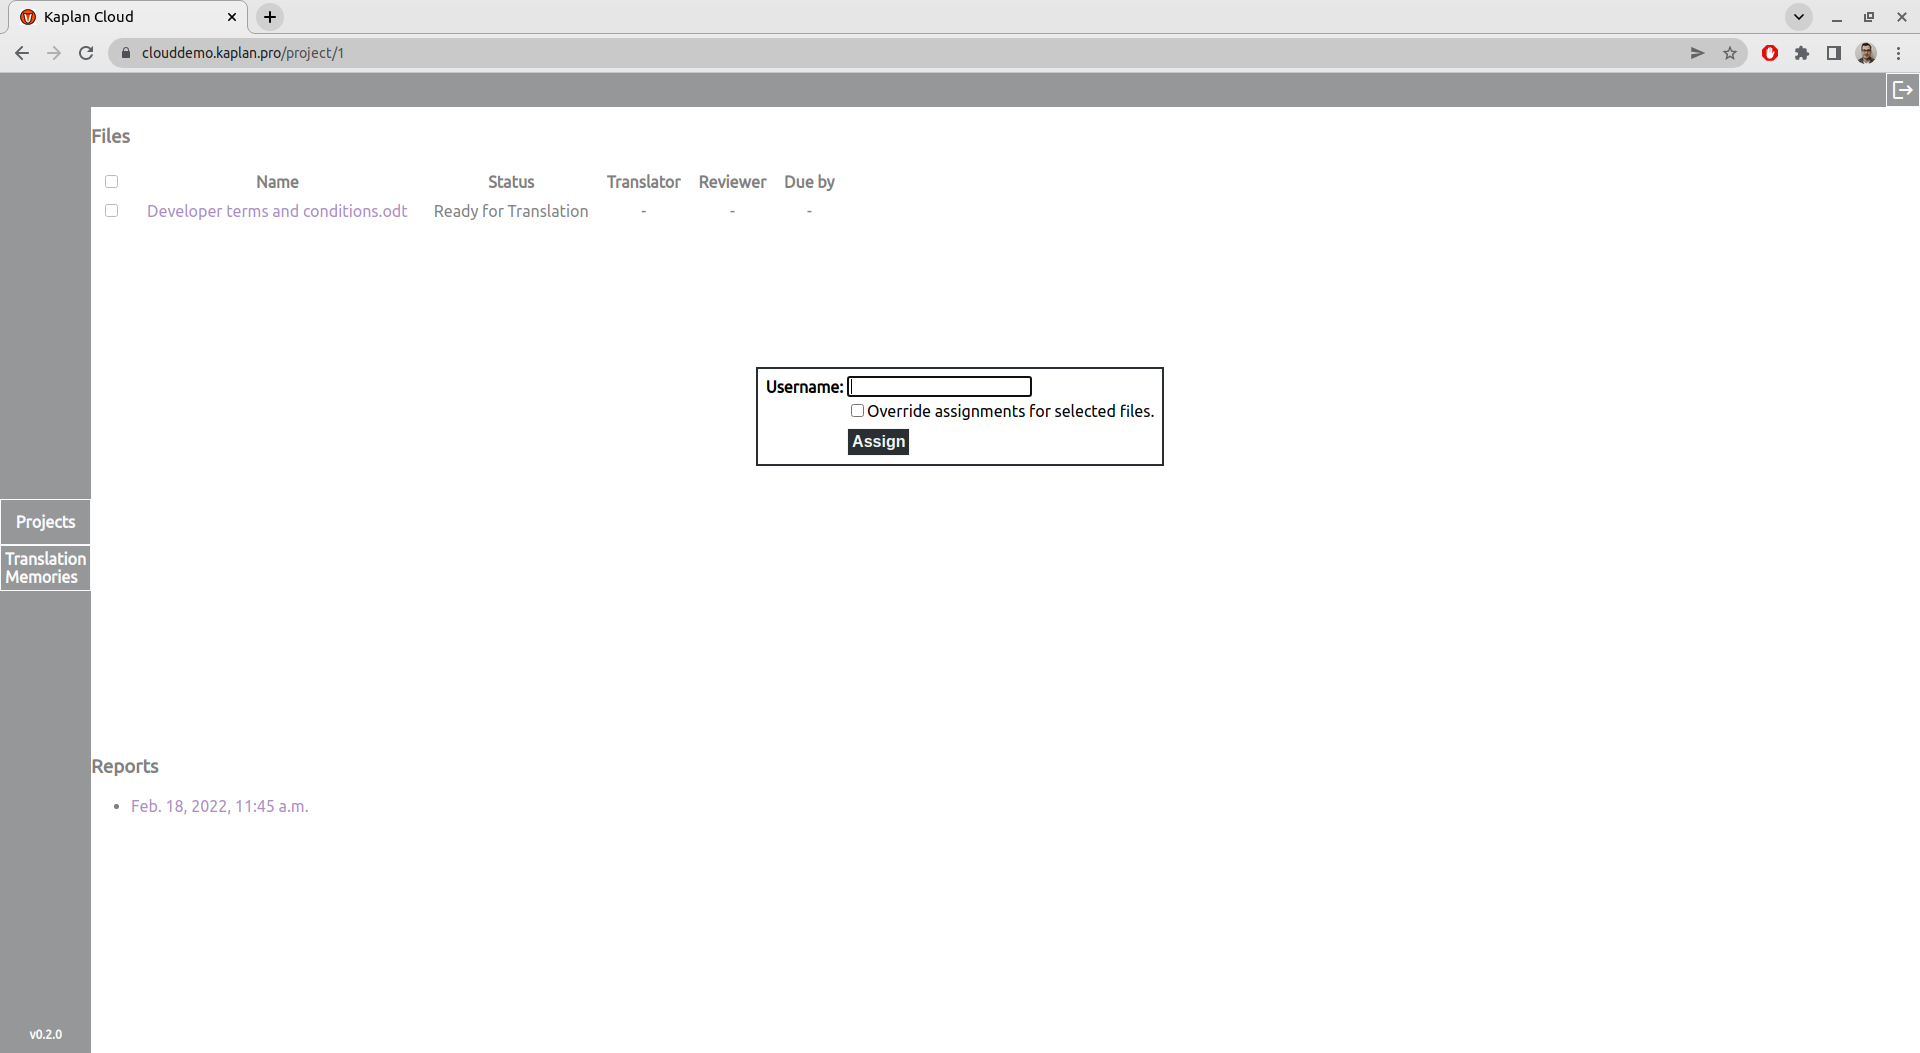 Kaplan Cloud
clouddemo.kaplan.pro/project/1
Files
Name Status Translator Reviewer Due by
Developer terms and conditions.odt Ready for Translation - - -
Username:
Override assignments for selected files.
Assign
Projects
Translation
Memories
Reports
Feb. 18, 2022, 11:45 a.m.
v0.2.0